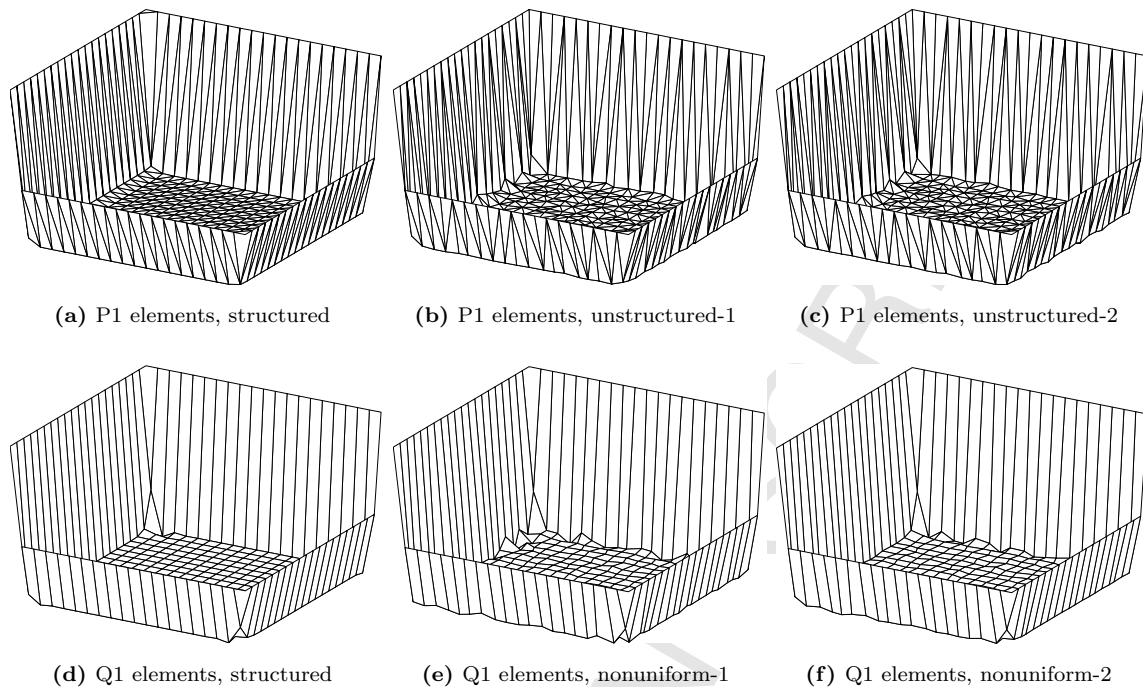 (a) P1 elements, structured
(b) P1 elements, unstructured-1
(c) P1 elements, unstructured-2
(d) Q1 elements, structured
(e) Q1 elements, nonuniform-1
(f) Q1 elements, nonuniform-2